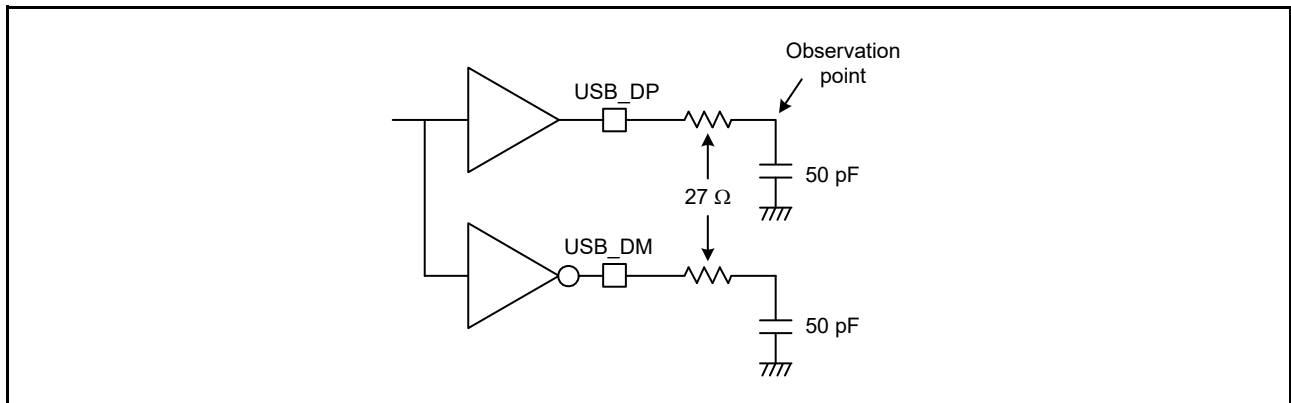 Observation
point
USB_DP
50 pF
27 Ω
USB_DM
50 pF